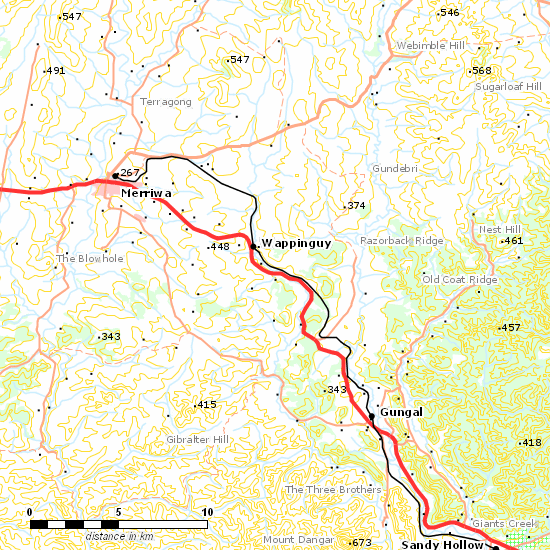 547
546
Webimble Hill
547
491
568
Sugarloaf Hill
Terragong
267
Gundebri
Merriwa
374
Nest Hill
448
Wappinguy
Razorback Ridge
461
The Blowhole
Old Coat Ridge
457
343
343
415
Gungal
Gibralter Hill
418
The Three Brothers
0 5 10
distance in km
Giants Creek
Mount Dangar
673
Sandy Hollow